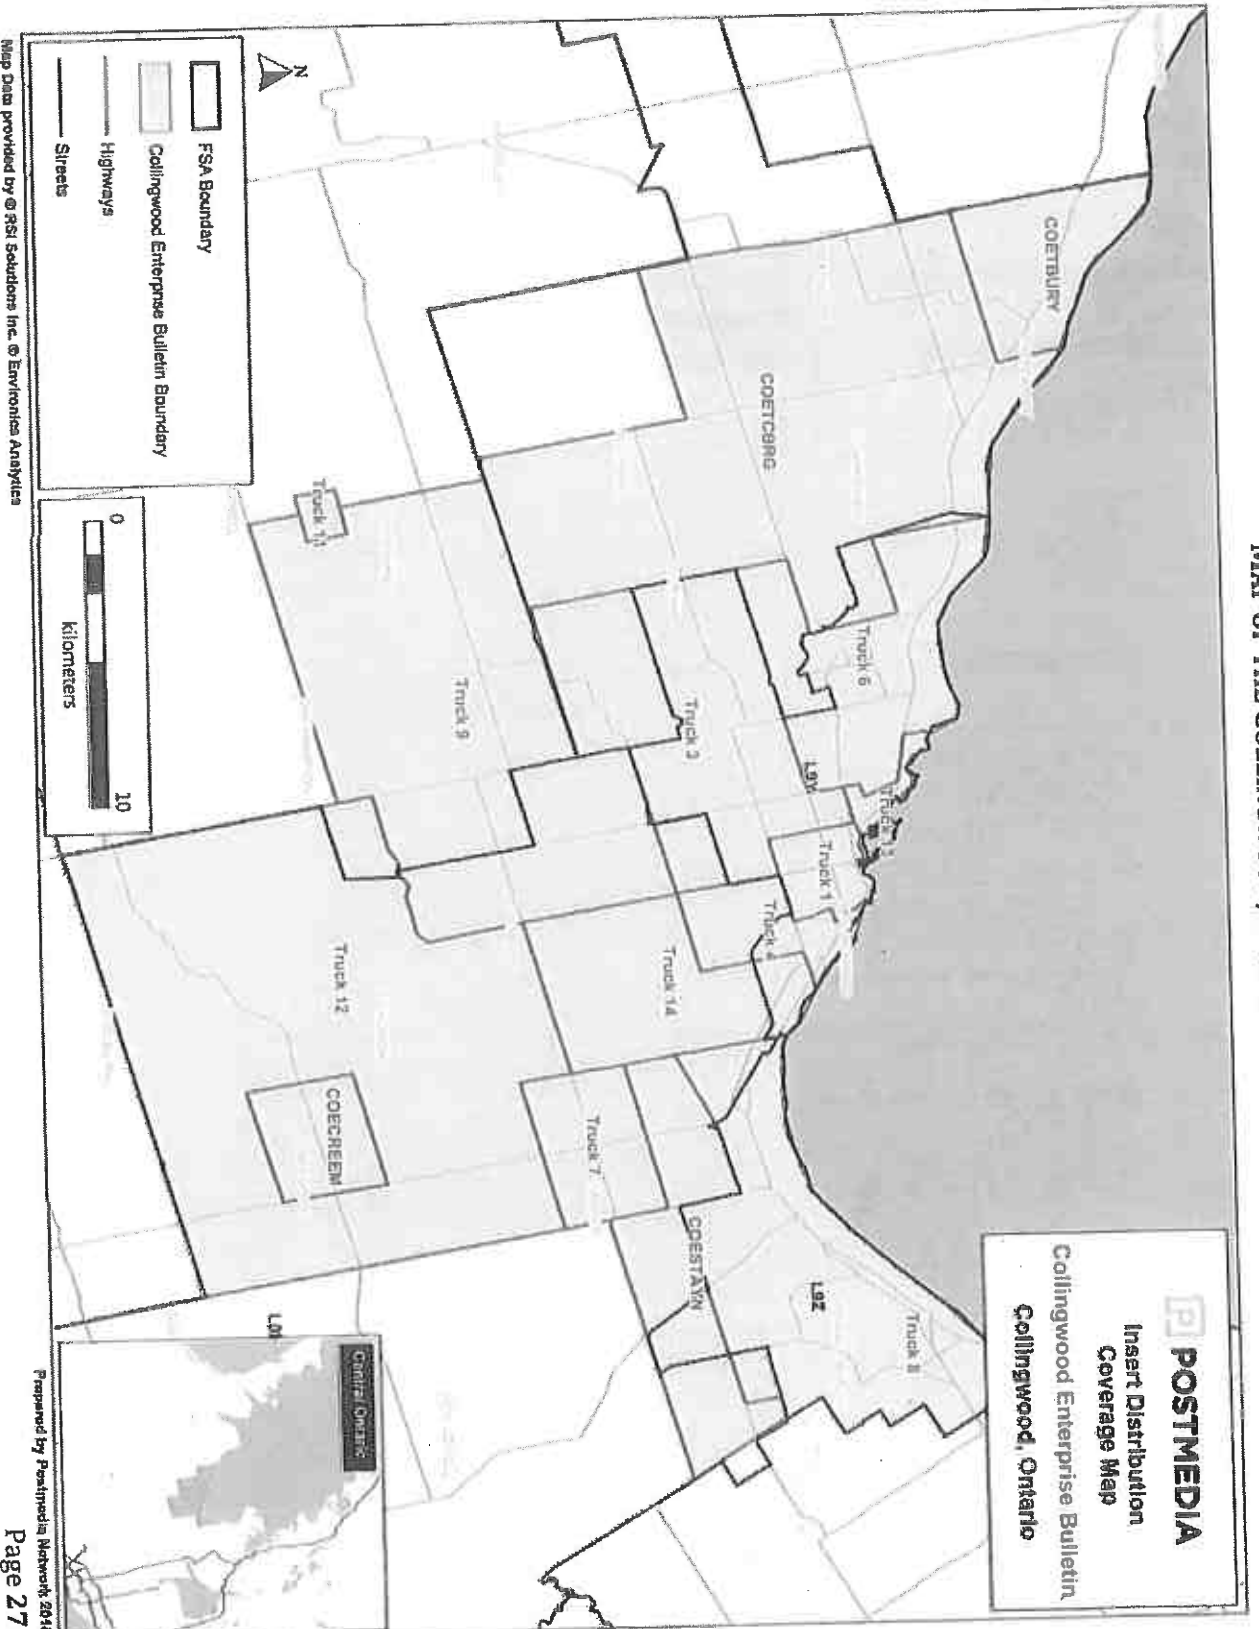 POSTMEDIA
Insert Distribution
Coverage Map
Collingwood Enterprise Bulletin
Collingwood, Ontario
COETBURY
COETCBRG
Truck 6
Truck 3
L9Y
Truck 1
Truck 9
Truck 14
Truck 12
COECREEM
Truck 7
COESTAYN
L9Z
Truck 8
Truck 11
N
FSA Boundary
Collingwood Enterprise Bulletin Boundary
Highways
Streets
0
10
kilometers
Central Ontario
Map Data provided by © RSI Solutions Inc. © Environics Analytics
Prepared by Postmedia Network
Page 27